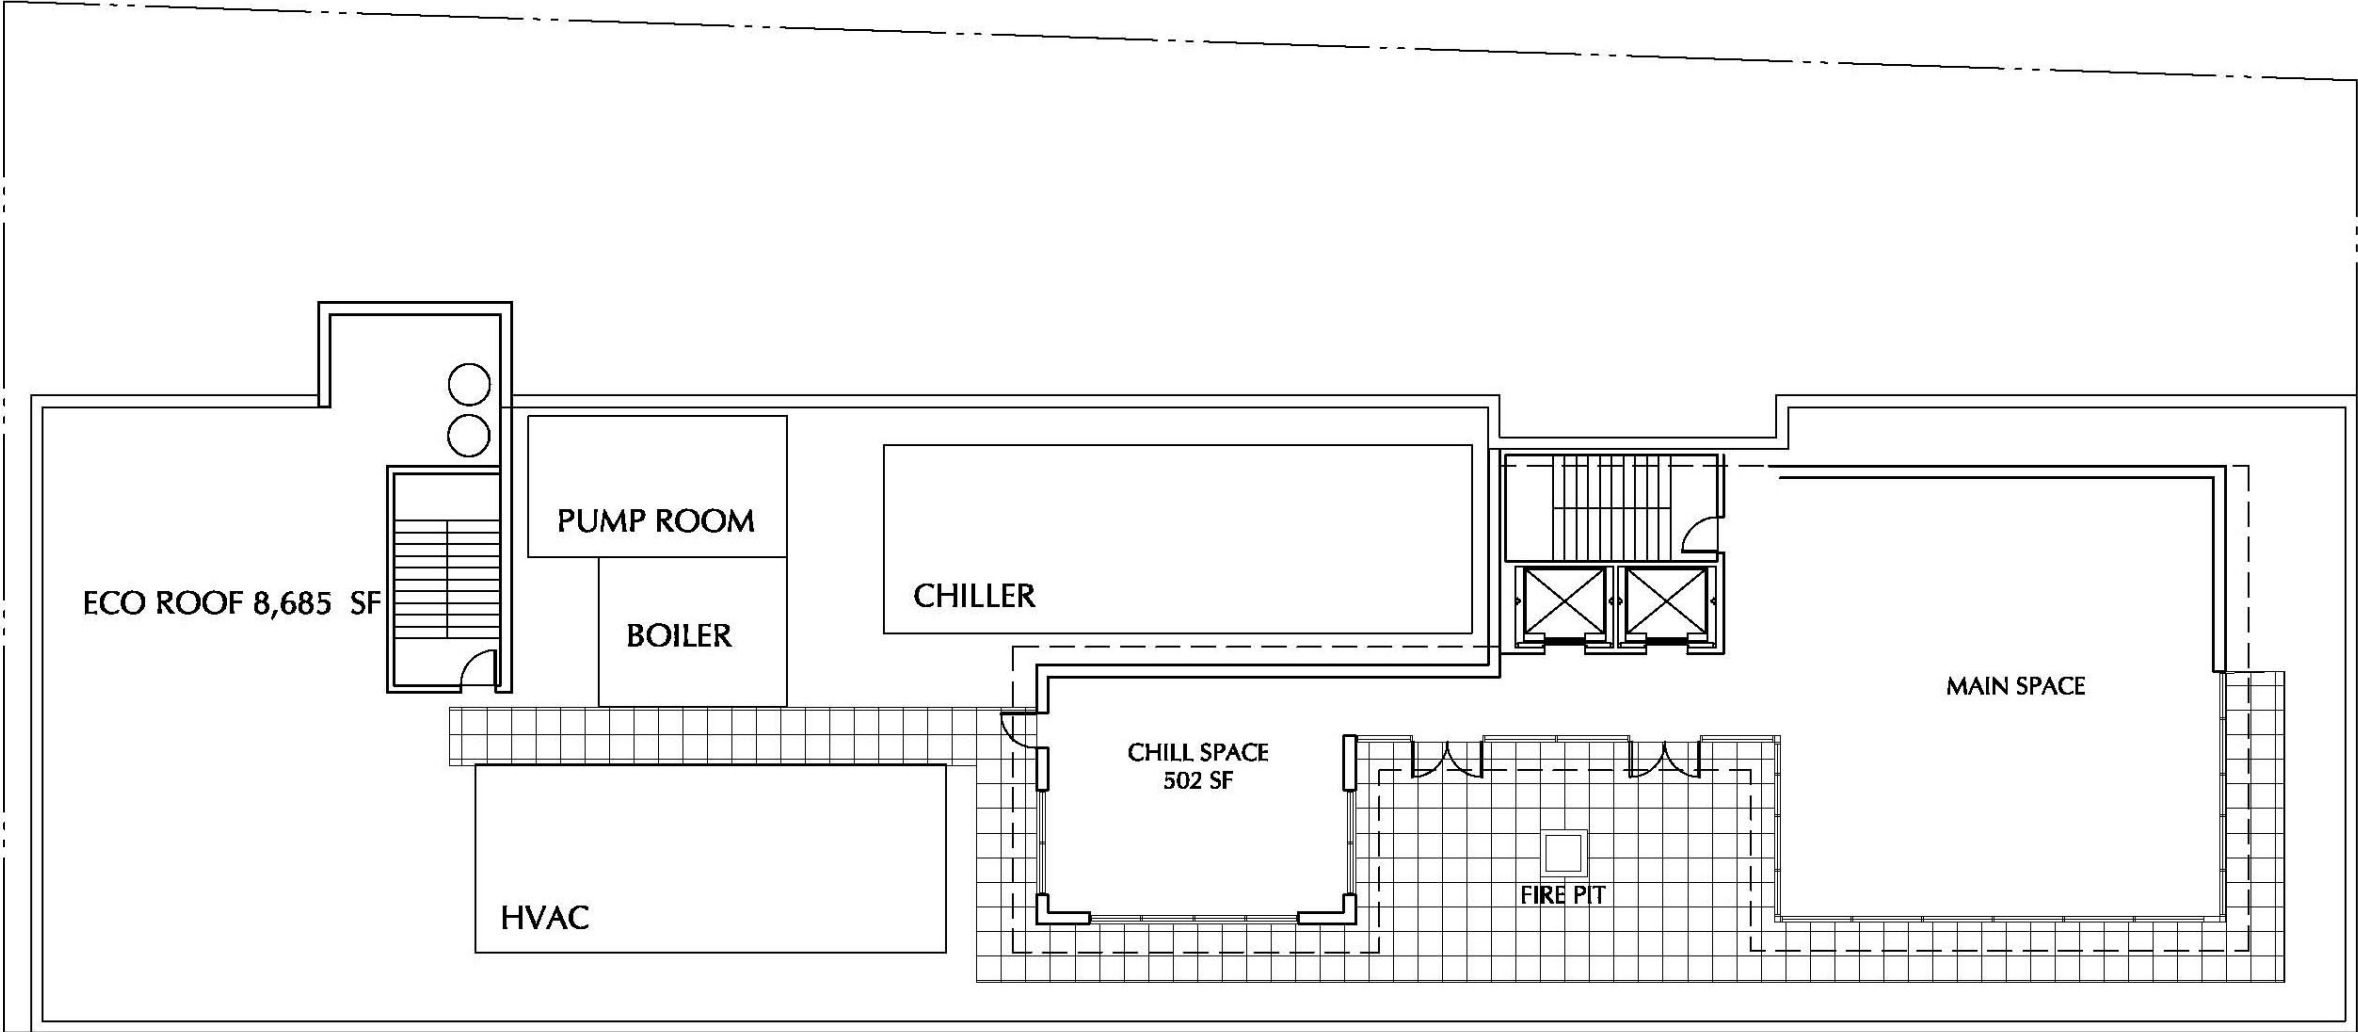 PUMP ROOM
CHILLER
ECO ROOF 8,685 SF
BOILER
MAIN SPACE
CHILL SPACE
502 SF
FIRE PIT
HVAC